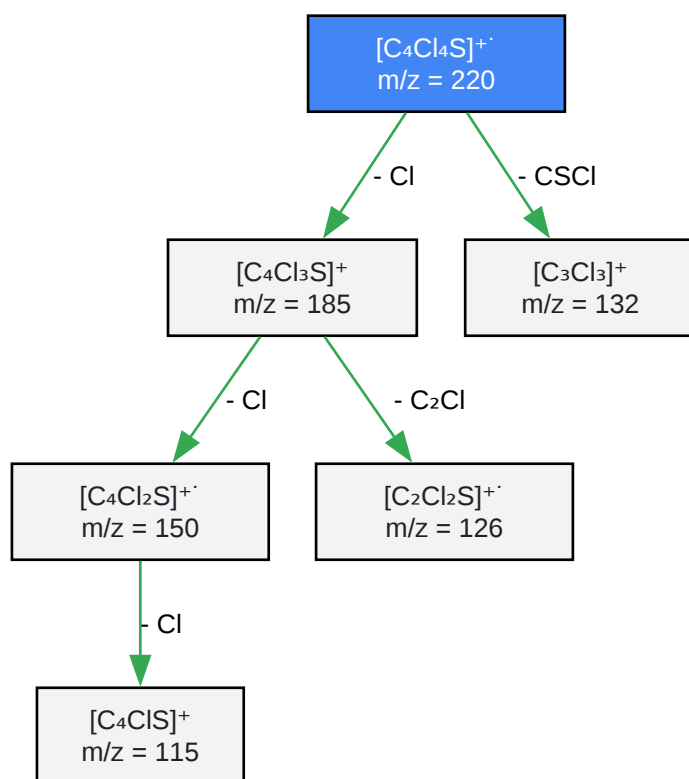 [C₄Cl₄S]⁺˙
m/z = 220
- Cl
- CSCl
[C₄Cl₃S]⁺
m/z = 185
[C₃Cl₃]⁺
m/z = 132
- Cl
- C₂Cl
[C₄Cl₂S]⁺˙
m/z = 150
[C₂Cl₂S]⁺˙
m/z = 126
- Cl
[C₄ClS]⁺
m/z = 115